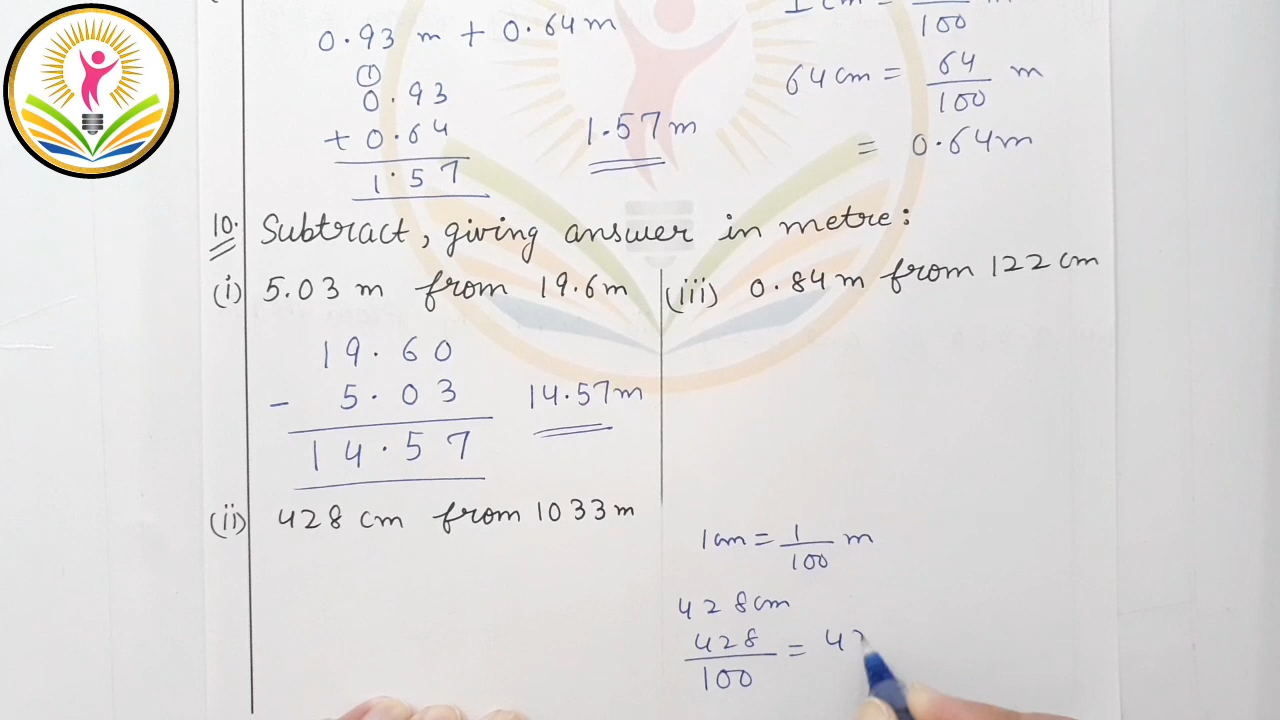 1 cm = 100 m
0.93 m + 0.64 m
64 cm = 64/100 m
= 0.64 m
1
0.93
+ 0.64
1.57
1.57 m
10. Subtract, giving answer in metre:
(i) 5.03 m from 19.6 m
19.60
- 5.03
14.57
14.57 m
(ii) 428 cm from 1033 m
(iii) 0.84 m from 122 cm
1 cm = 1/100 m
428 cm
428/100 = 42